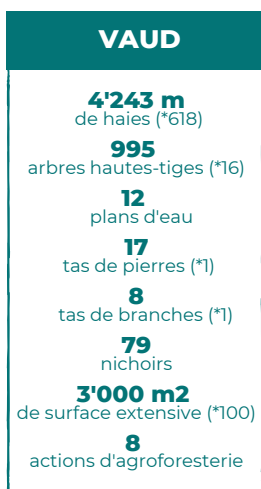 VAUD
4'243 m
de haies (*618)
995
arbres hautes-tiges (*16)
12
plans d'eau
17
tas de pierres (*1)
8
tas de branches (*1)
79
nichoirs
3'000 m2
de surface extensive (*100)
8
actions d'agroforesterie